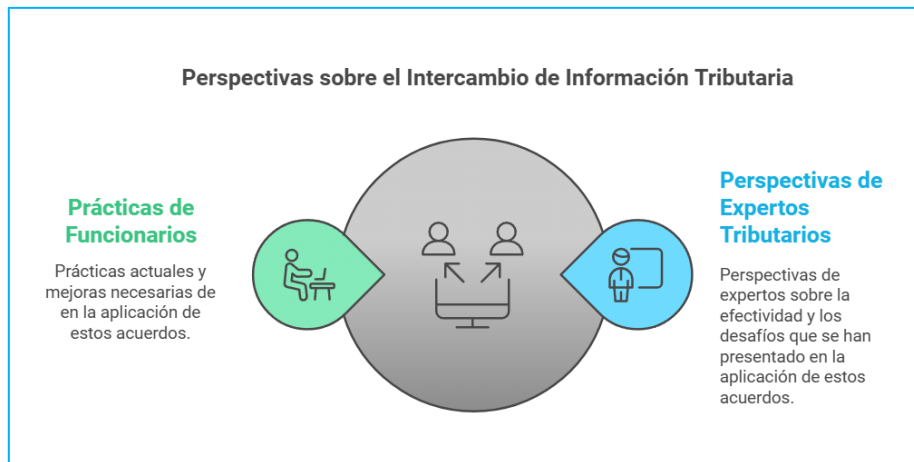 Perspectivas sobre el Intercambio de Información Tributaria
Prácticas de
Funcionarios
Prácticas actuales y
mejoras necesarias de
en la aplicación de
estos acuerdos.
Perspectivas de
Expertos
Tributarios
Perspectivas de
expertos sobre la
efectividad y los
desafíos que se han
presentado en la
aplicación de estos
acuerdos.